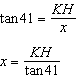 tan 41 = KH/x
x = KH/tan 41